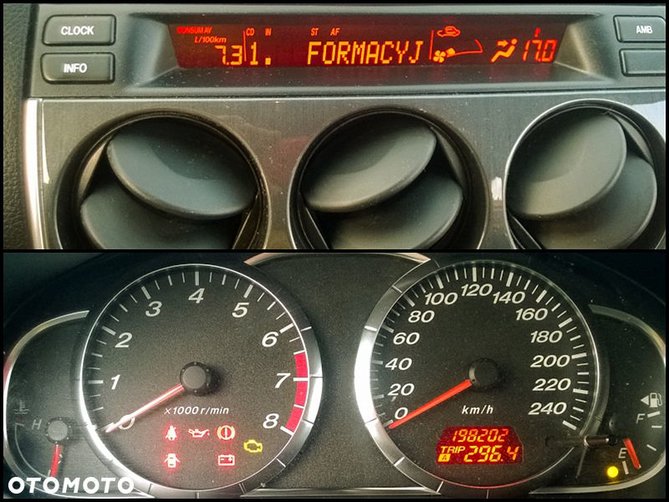 CLOCK
INFO
CONSUM AV
L/100km
7.3
CD IN ST AF
1. FORMACYJ
17.0
AMB
0 1 2 3 4 5 6 7 8
x1000 r/min
0 20 40 60 80 100 120 140 160 180 200 220 240
km/h
198202
TRIP A 296.4
H
F
E
OTOMOTO